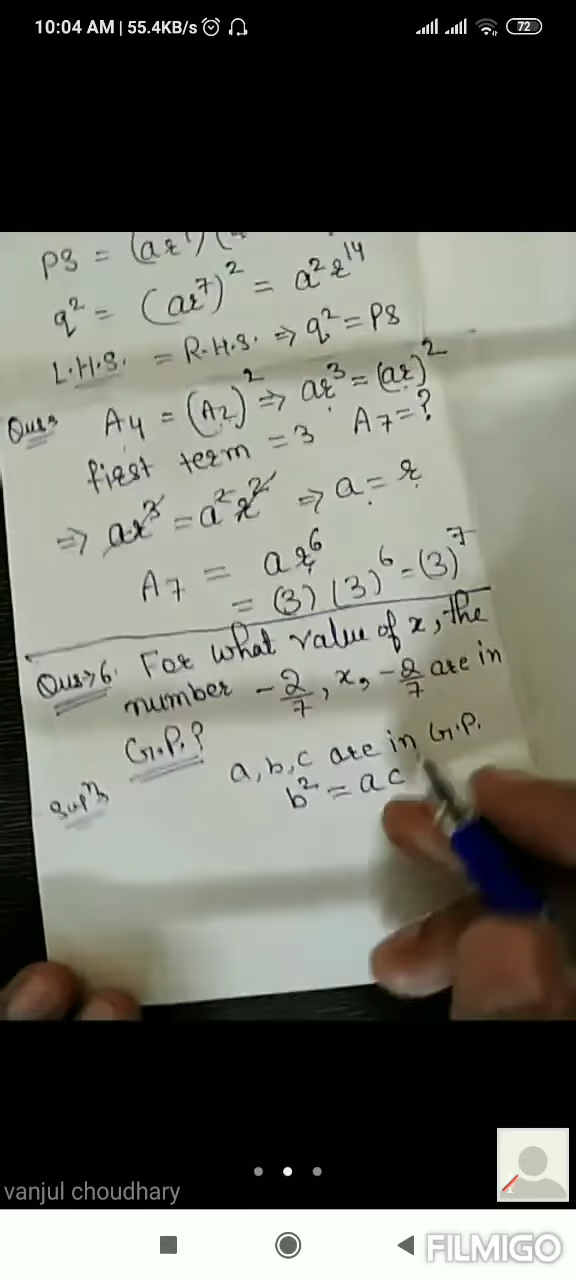 10:04 AM | 55.4KB/s
72
PS = (ar
q² = (ar⁷)² = a²r¹⁴
L.H.S. = R.H.S. ⇒ q² = PS
Ques A₄ = (A₂)² ⇒ ar³ = (ar)²
first term = 3 A₇ = ?
⇒ ar³ = a²r² ⇒ a = r
A₇ = ar⁶
= (3) (3)⁶ = (3)⁷
Ques→6. For what value of x, the
number -2/7, x, -2/7 are in
G.P.?
a, b, c are in G.P.
b² = ac
vanjul choudhary
FILMIGO